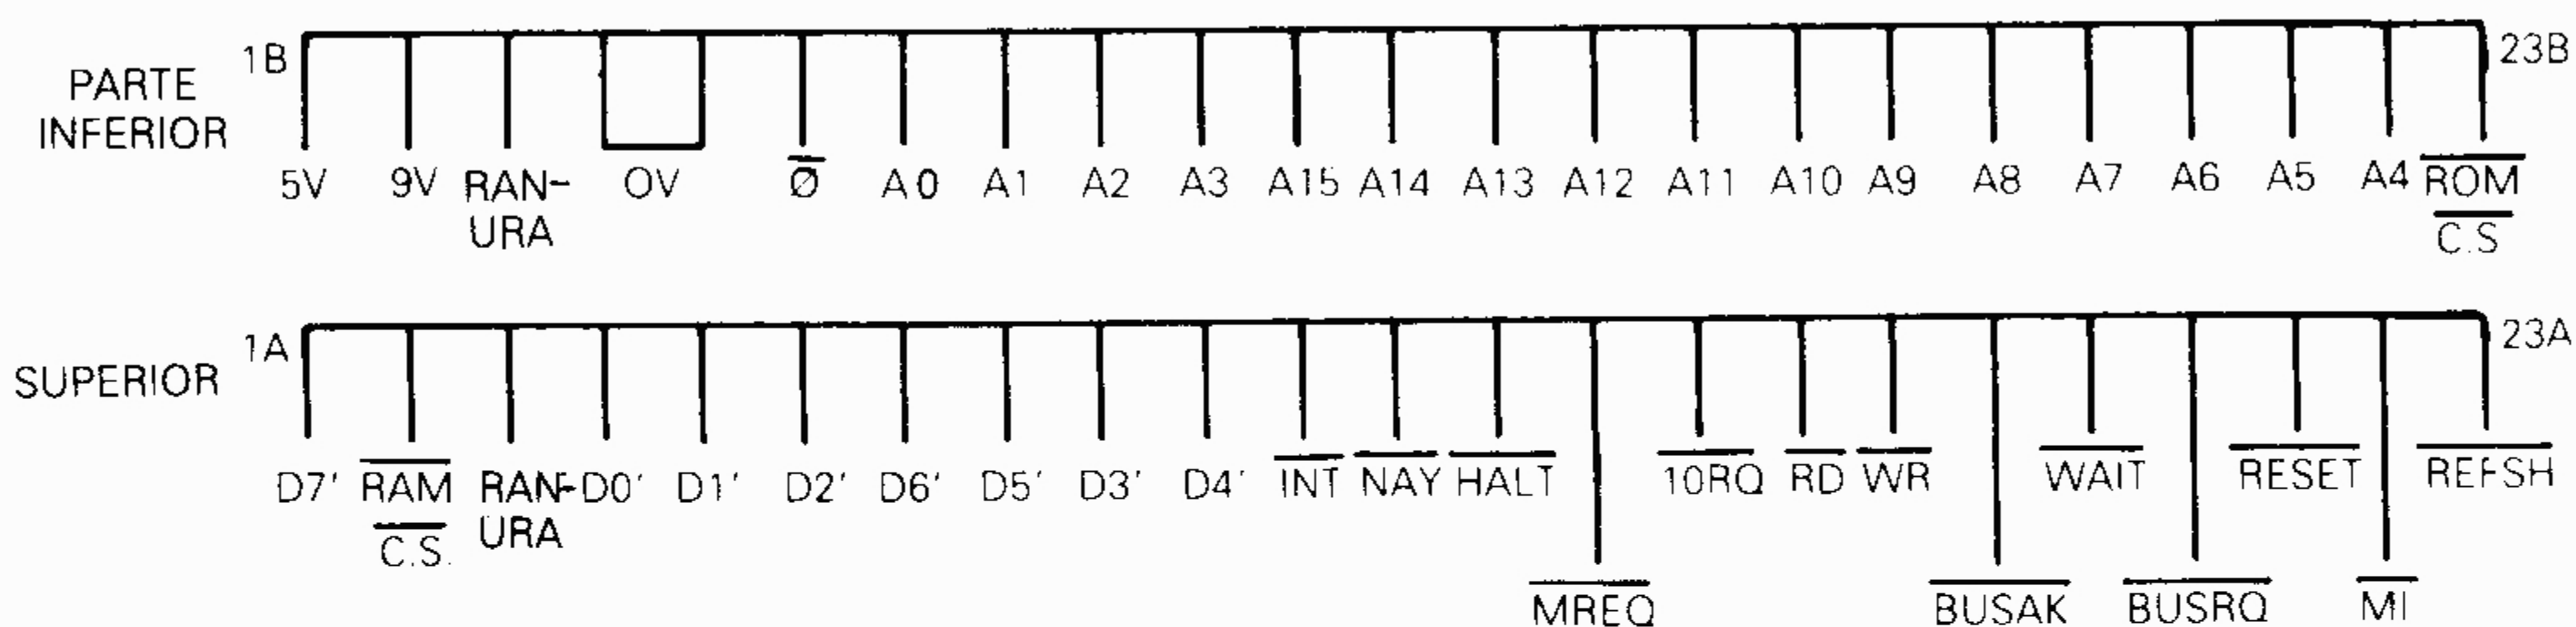 1B 23B
PARTE
INFERIOR
5V 9V RAN- 0V Ø̅ A0 A1 A2 A3 A15 A14 A13 A12 A11 A10 A9 A8 A7 A6 A5 A4 ROM
URA C.S
1A 23A
SUPERIOR
D7' RAM RAN- D0' D1' D2' D6' D5' D3' D4' INT NAY HALT 10RQ RD WR WAIT RESET REFSH
C.S. URA
MREQ BUSAK BUSRQ MI